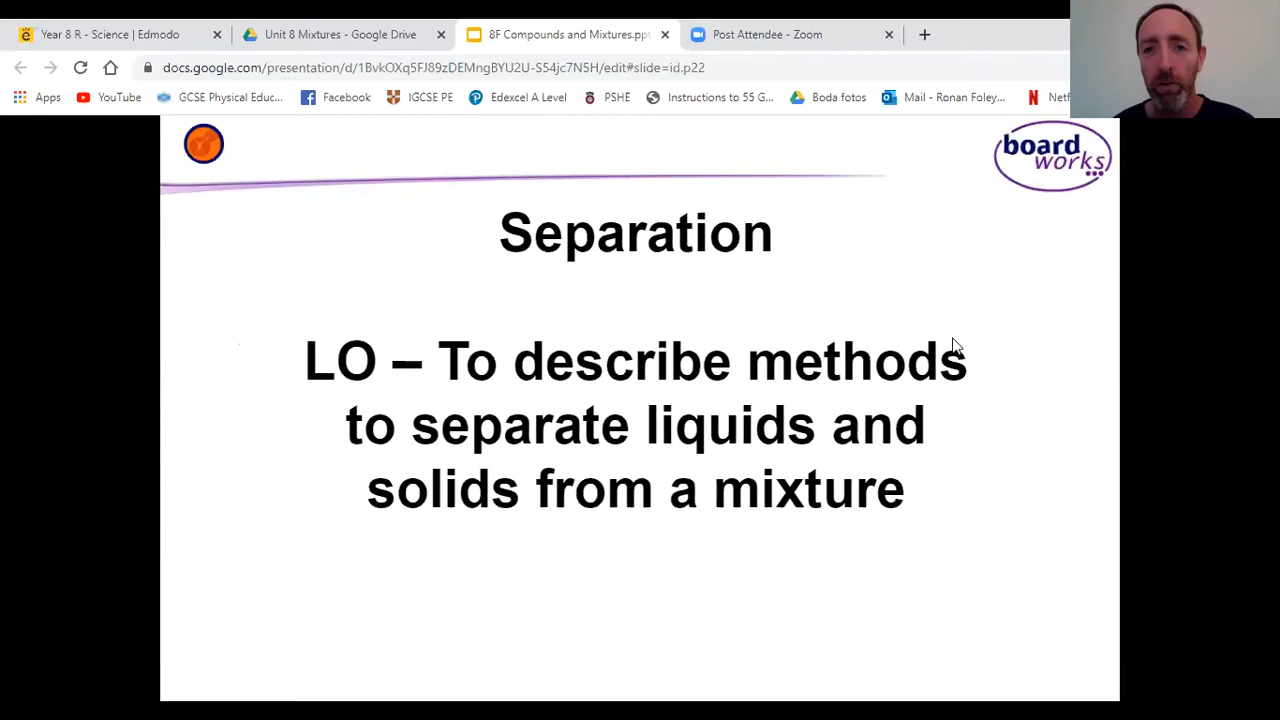 Year 8 R - Science | Edmodo
Unit 8 Mixtures - Google Drive
8F Compounds and Mixtures.ppt
Post Attendee - Zoom
docs.google.com/presentation/d/1BvkOXq5FJ89zDEMngBYU2U-S54jc7N5H/edit#slide=id.p22
Apps
YouTube
GCSE Physical Educ...
Facebook
IGCSE PE
Edexcel A Level
PSHE
Instructions to 55 G...
Boda fotos
Mail - Ronan Foley...
Netf
board
works
Separation
LO – To describe methods
to separate liquids and
solids from a mixture